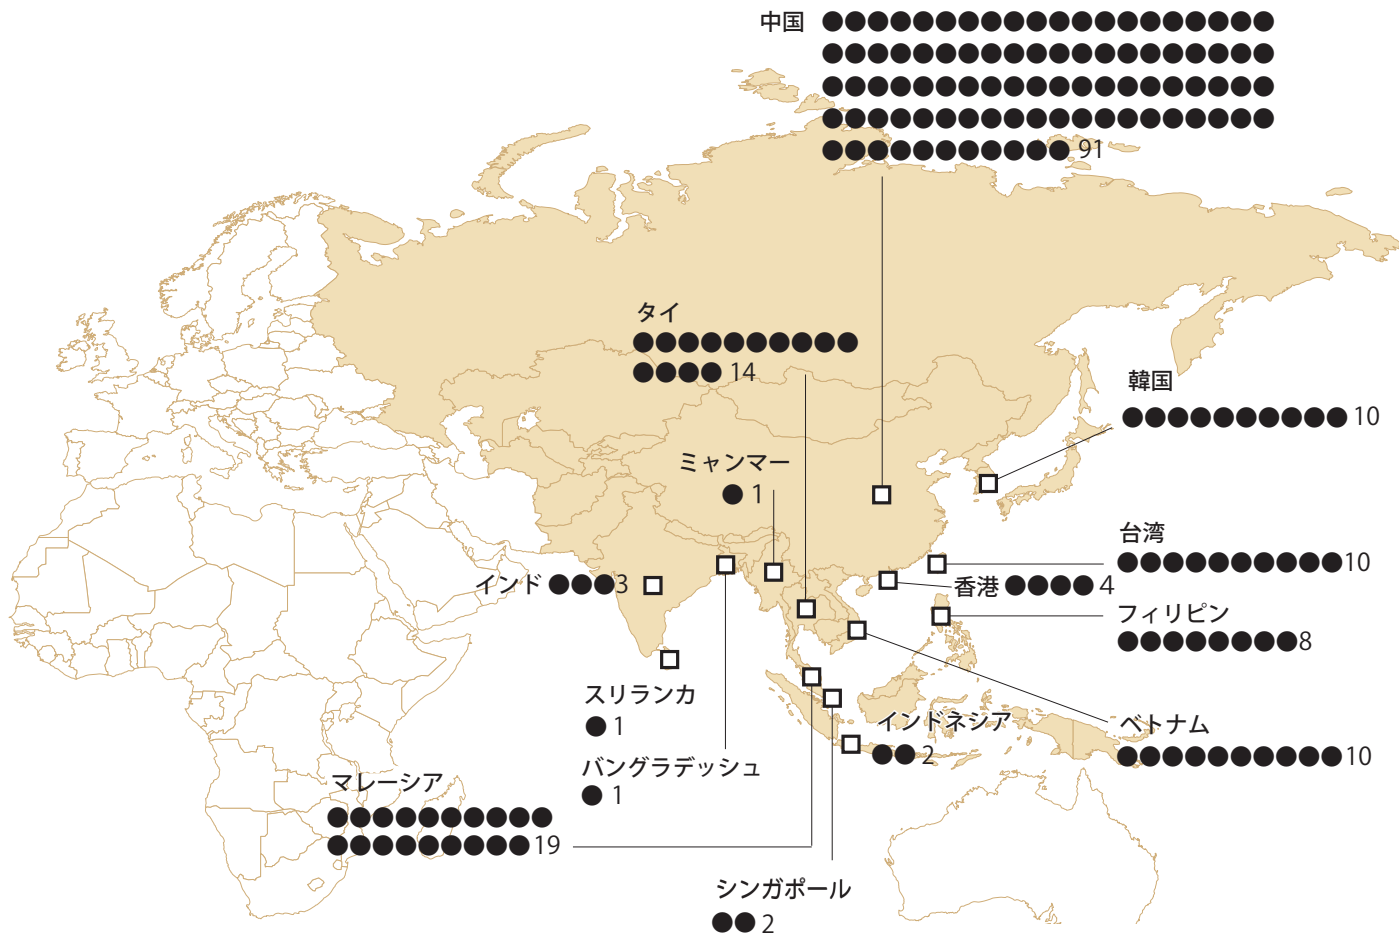 中国
91
タイ
14
韓国
10
ミャンマー
1
台湾
10
インド 3
香港 4
フィリピン
8
スリランカ
1
インドネシア
2
ベトナム
10
バングラデッシュ
1
マレーシア
19
シンガポール
2